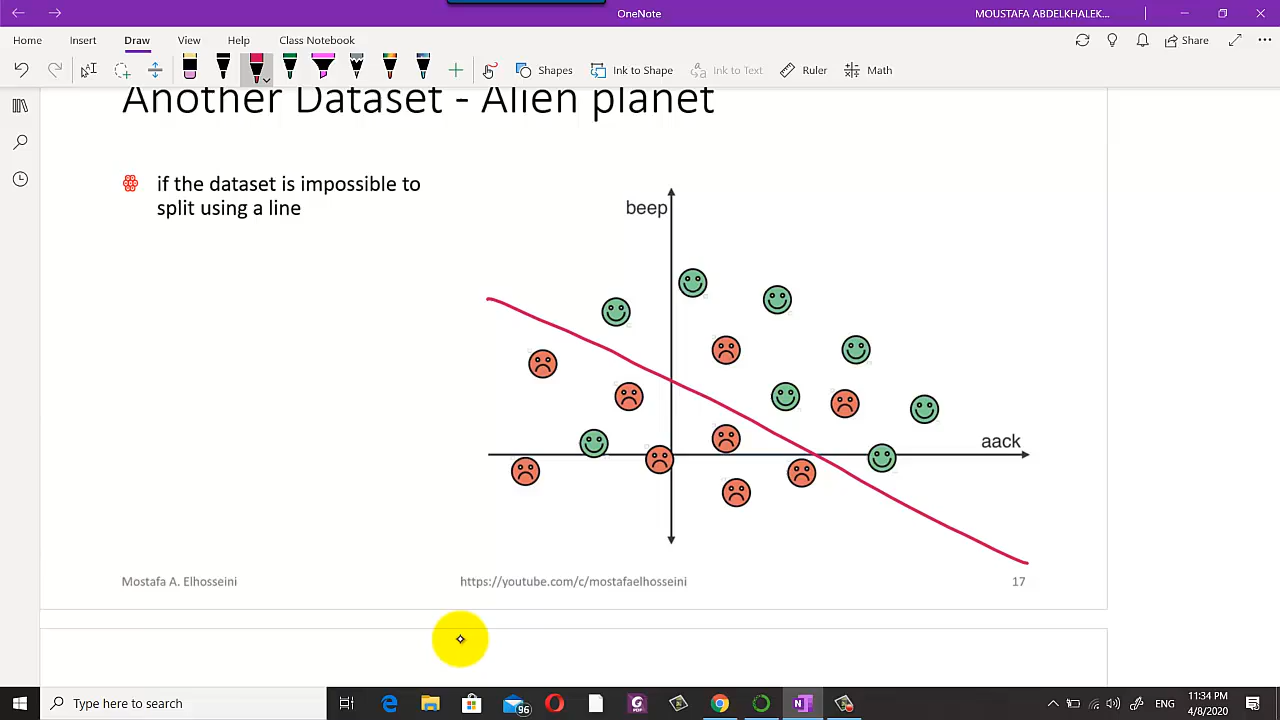 OneNote
MOUSTAFA ABDELKHALEK...
Home
Insert
Draw
View
Help
Class Notebook
Share
Shapes
Ink to Shape
Ink to Text
Ruler
Math
Another Dataset - Alien planet
if the dataset is impossible to
split using a line
beep
aack
Mostafa A. Elhosseini
https://youtube.com/c/mostafaelhosseini
17
Type here to search
96
11:34 PM
4/8/2020